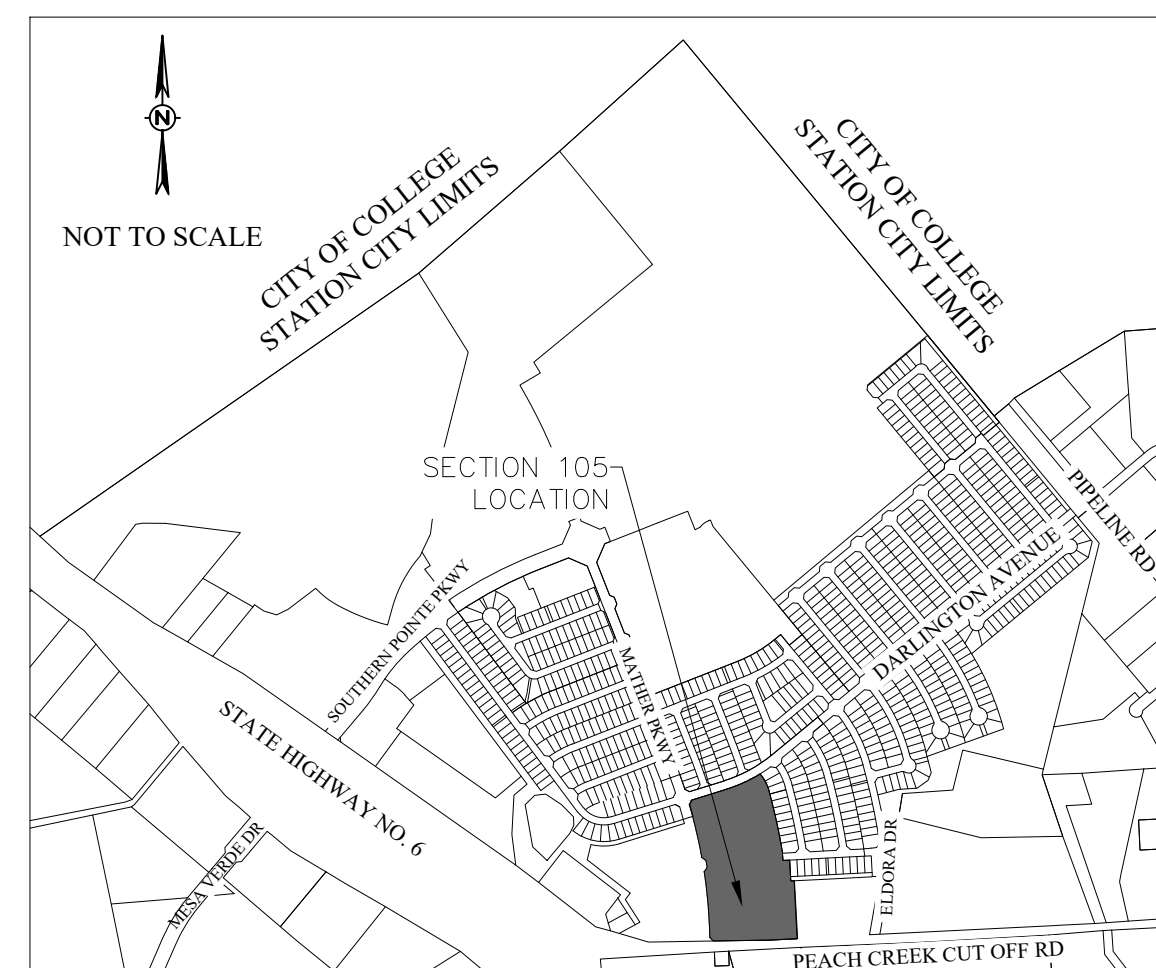 N
NOT TO SCALE
CITY OF COLLEGE
STATION CITY LIMITS
CITY OF COLLEGE
STATION CITY LIMITS
SECTION 105
LOCATION
PIPELINE RD
DARLINGTON AVENUE
SOUTHERN POINTE PKWY
MATHER PKWY
STATE HIGHWAY NO. 6
MESA VERDE DR
ELDORA DR
PEACH CREEK CUT OFF RD